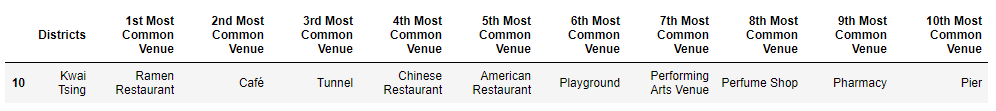 Districts 1st Most Common Venue 2nd Most Common Venue 3rd Most Common Venue 4th Most Common Venue 5th Most Common Venue 6th Most Common Venue 7th Most Common Venue 8th Most Common Venue 9th Most Common Venue 10th Most Common Venue
10 Kwai Tsing Ramen Restaurant Café Tunnel Chinese Restaurant American Restaurant Playground Performing Arts Venue Perfume Shop Pharmacy Pier